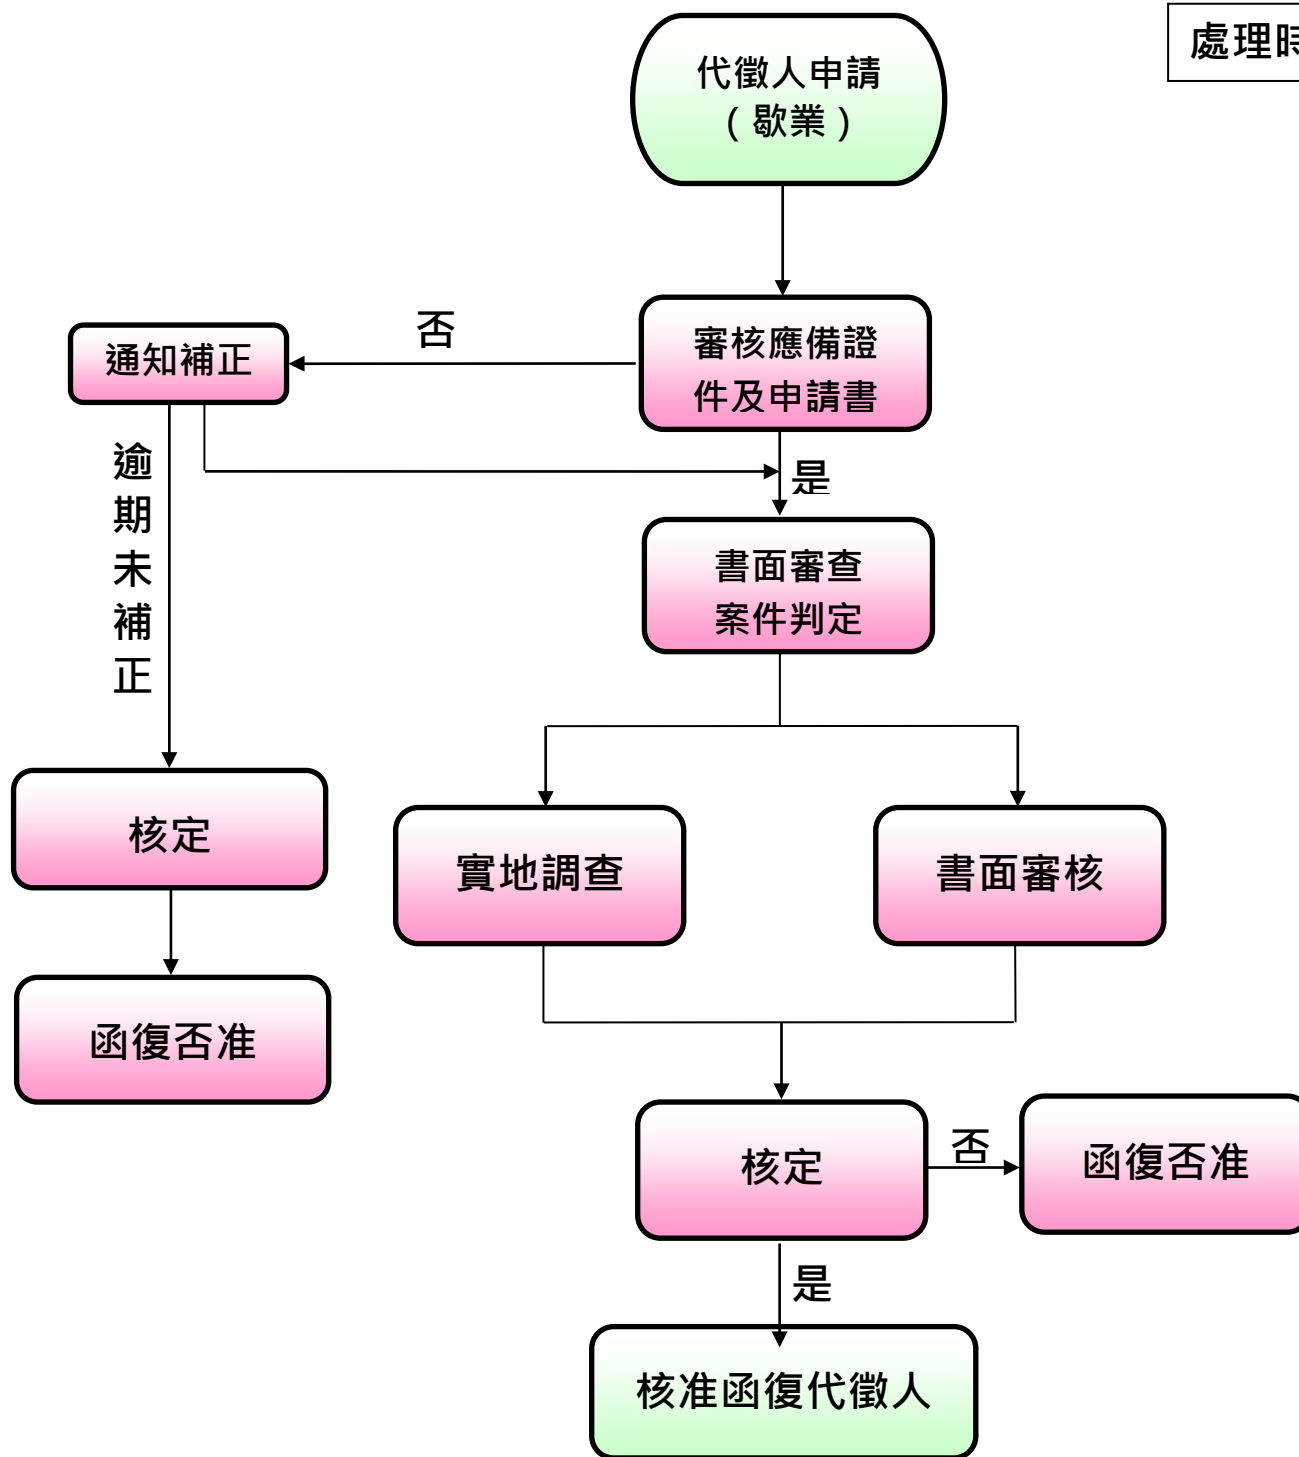 處理時
代徵人申請
（歇業）
否
通知補正
審核應備證
件及申請書
逾
期
未
補
正
是
書面審查
案件判定
核定
實地調查
書面審核
函復否准
核定
否
函復否准
是
核准函復代徵人